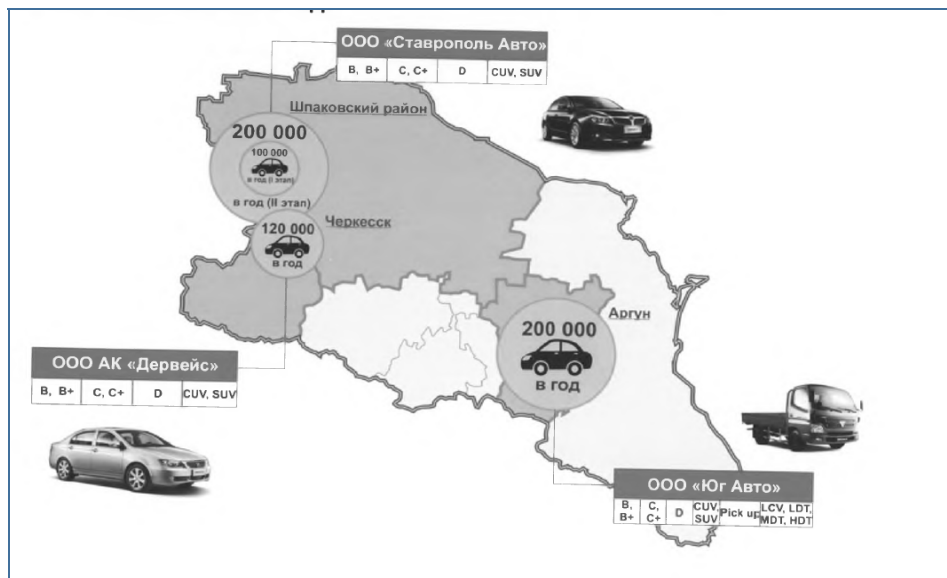 ООО «Ставрополь Авто»
B, B+ C, C+ D CUV, SUV
Шпаковский район
200 000
100 000
в год (I этап)
в год (II этап)
Черкесск
120 000
в год
Аргун
200 000
в год
ООО АК «Дервейс»
B, B+ C, C+ D CUV, SUV
ООО «Юг Авто»
B, B+ C, C+ D CUV, SUV Pick up LCV, LDT, MDT, HDT